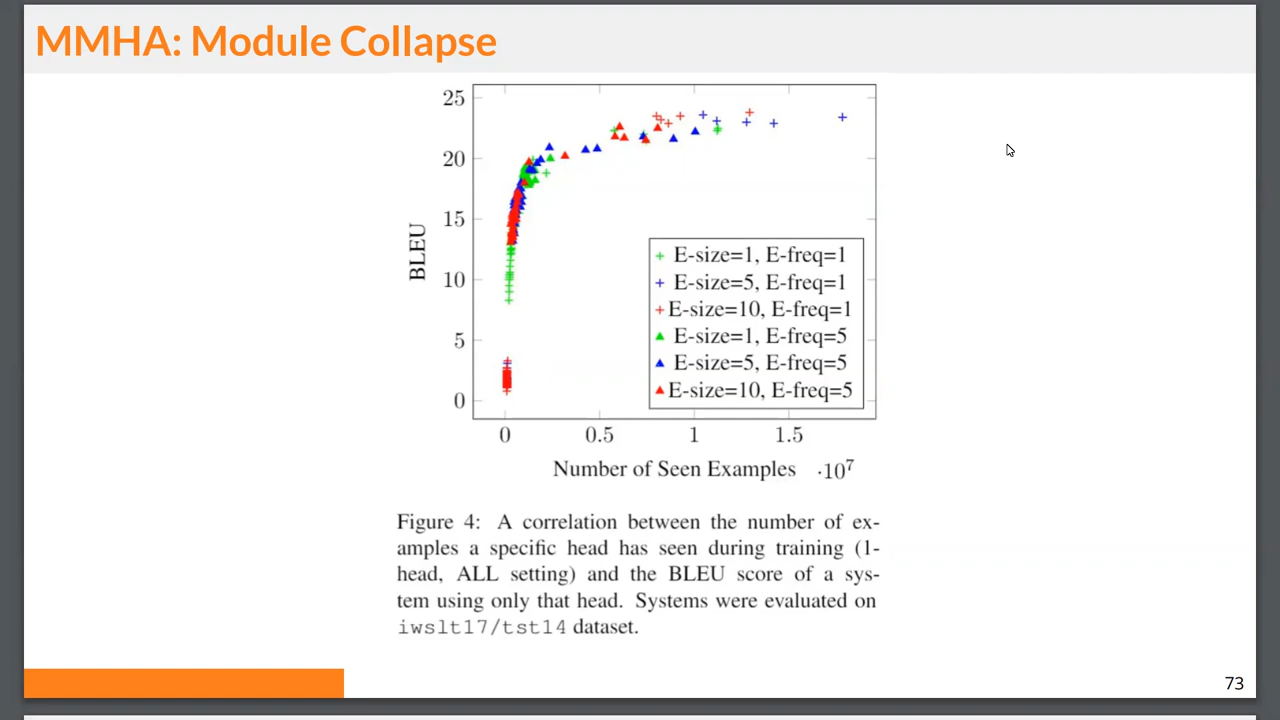 MMHA: Module Collapse
25
20
15
10
5
0
BLEU
E-size=1, E-freq=1
E-size=5, E-freq=1
E-size=10, E-freq=1
E-size=1, E-freq=5
E-size=5, E-freq=5
E-size=10, E-freq=5
0 0.5 1 1.5
Number of Seen Examples ·10⁷
Figure 4: A correlation between the number of ex-
amples a specific head has seen during training (1-
head, ALL setting) and the BLEU score of a sys-
tem using only that head. Systems were evaluated on
iwslt17/tst14 dataset.
73